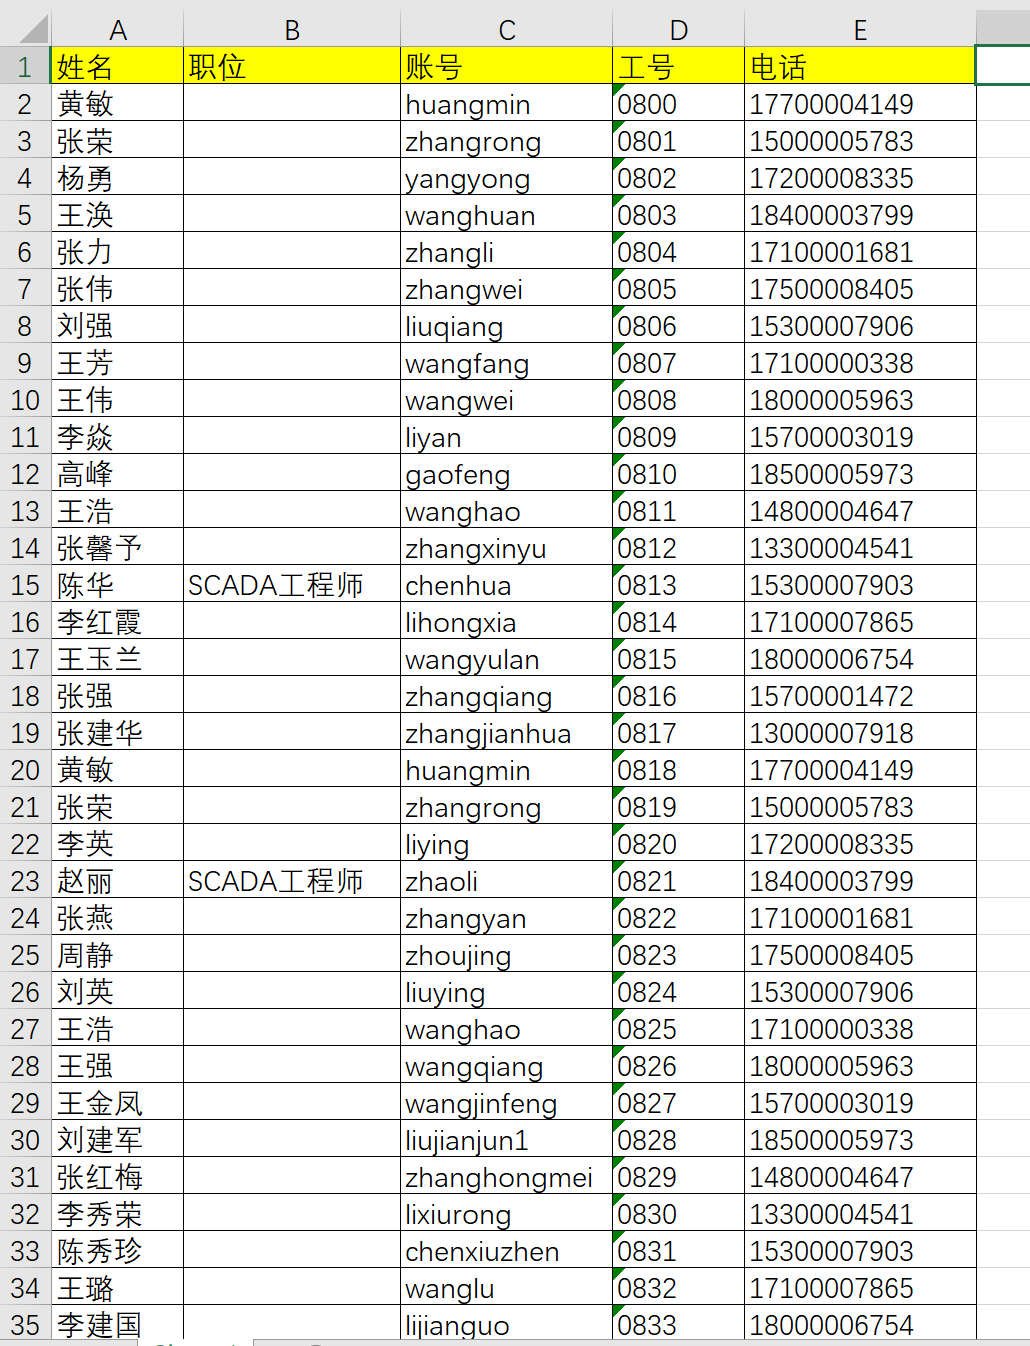 A B C D E
1 姓名 职位 账号 工号 电话
2 黄敏 huangmin 0800 17700004149
3 张荣 zhangrong 0801 15000005783
4 杨勇 yangyong 0802 17200008335
5 王涣 wanghuan 0803 18400003799
6 张力 zhangli 0804 17100001681
7 张伟 zhangwei 0805 17500008405
8 刘强 liuqiang 0806 15300007906
9 王芳 wangfang 0807 17100000338
10 王伟 wangwei 0808 18000005963
11 李焱 liyan 0809 15700003019
12 高峰 gaofeng 0810 18500005973
13 王浩 wanghao 0811 14800004647
14 张馨予 zhangxinyu 0812 13300004541
15 陈华 SCADA工程师 chenhua 0813 15300007903
16 李红霞 lihongxia 0814 17100007865
17 王玉兰 wangyulan 0815 18000006754
18 张强 zhangqiang 0816 15700001472
19 张建华 zhangjianhua 0817 13000007918
20 黄敏 huangmin 0818 17700004149
21 张荣 zhangrong 0819 15000005783
22 李英 liying 0820 17200008335
23 赵丽 SCADA工程师 zhaoli 0821 18400003799
24 张燕 zhangyan 0822 17100001681
25 周静 zhoujing 0823 17500008405
26 刘英 liuying 0824 15300007906
27 王浩 wanghao 0825 17100000338
28 王强 wangqiang 0826 18000005963
29 王金凤 wangjinfeng 0827 15700003019
30 刘建军 liujianjun1 0828 18500005973
31 张红梅 zhanghongmei 0829 14800004647
32 李秀荣 lixiurong 0830 13300004541
33 陈秀珍 chenxiuzhen 0831 15300007903
34 王璐 wanglu 0832 17100007865
35 李建国 lijianguo 0833 18000006754